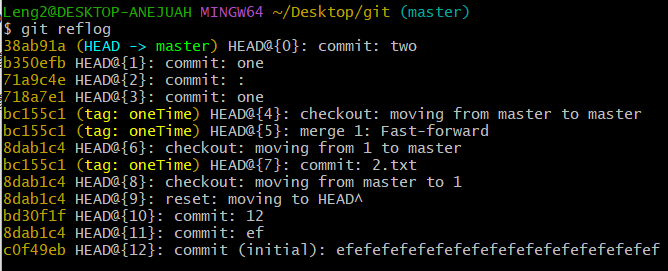 Leng2@DESKTOP-ANEJUAH MINGW64 ~/Desktop/git (master)
$ git reflog
38ab91a (HEAD -> master) HEAD@{0}: commit: two
b350efb HEAD@{1}: commit: one
71a9c4e HEAD@{2}: commit: :
718a7e1 HEAD@{3}: commit: one
bc155c1 (tag: oneTime) HEAD@{4}: checkout: moving from master to master
bc155c1 (tag: oneTime) HEAD@{5}: merge 1: Fast-forward
8dab1c4 HEAD@{6}: checkout: moving from 1 to master
bc155c1 (tag: oneTime) HEAD@{7}: commit: 2.txt
8dab1c4 HEAD@{8}: checkout: moving from master to 1
8dab1c4 HEAD@{9}: reset: moving to HEAD^
bd30f1f HEAD@{10}: commit: 12
8dab1c4 HEAD@{11}: commit: ef
c0f49eb HEAD@{12}: commit (initial): efefefefefefefefefefefefefefefefefef